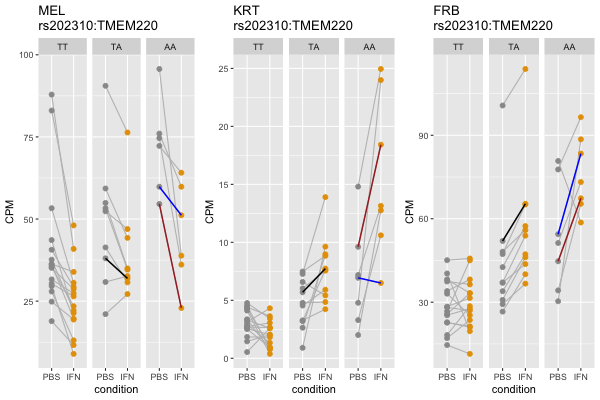 MEL
rs202310:TMEM220
TT TA AA
CPM
100
75
50
25
PBS IFN PBS IFN PBS IFN
condition
KRT
rs202310:TMEM220
TT TA AA
CPM
25
20
15
10
5
0
PBS IFN PBS IFN PBS IFN
condition
FRB
rs202310:TMEM220
TT TA AA
CPM
90
60
30
PBS IFN PBS IFN PBS IFN
condition